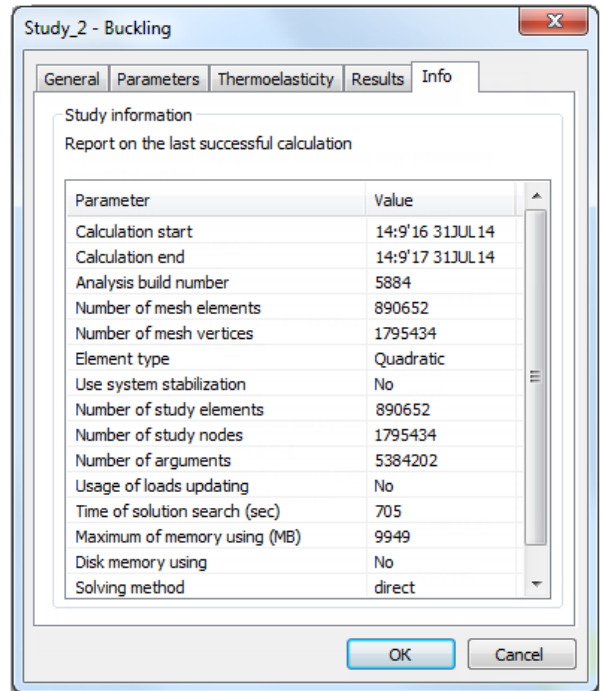 Study_2 - Buckling
General Parameters Thermoelasticity Results Info
Study information
Report on the last successful calculation
Parameter Value
Calculation start 14:9'16 31JUL14
Calculation end 14:9'17 31JUL14
Analysis build number 5884
Number of mesh elements 890652
Number of mesh vertices 1795434
Element type Quadratic
Use system stabilization No
Number of study elements 890652
Number of study nodes 1795434
Number of arguments 5384202
Usage of loads updating No
Time of solution search (sec) 705
Maximum of memory using (MB) 9949
Disk memory using No
Solving method direct
OK Cancel